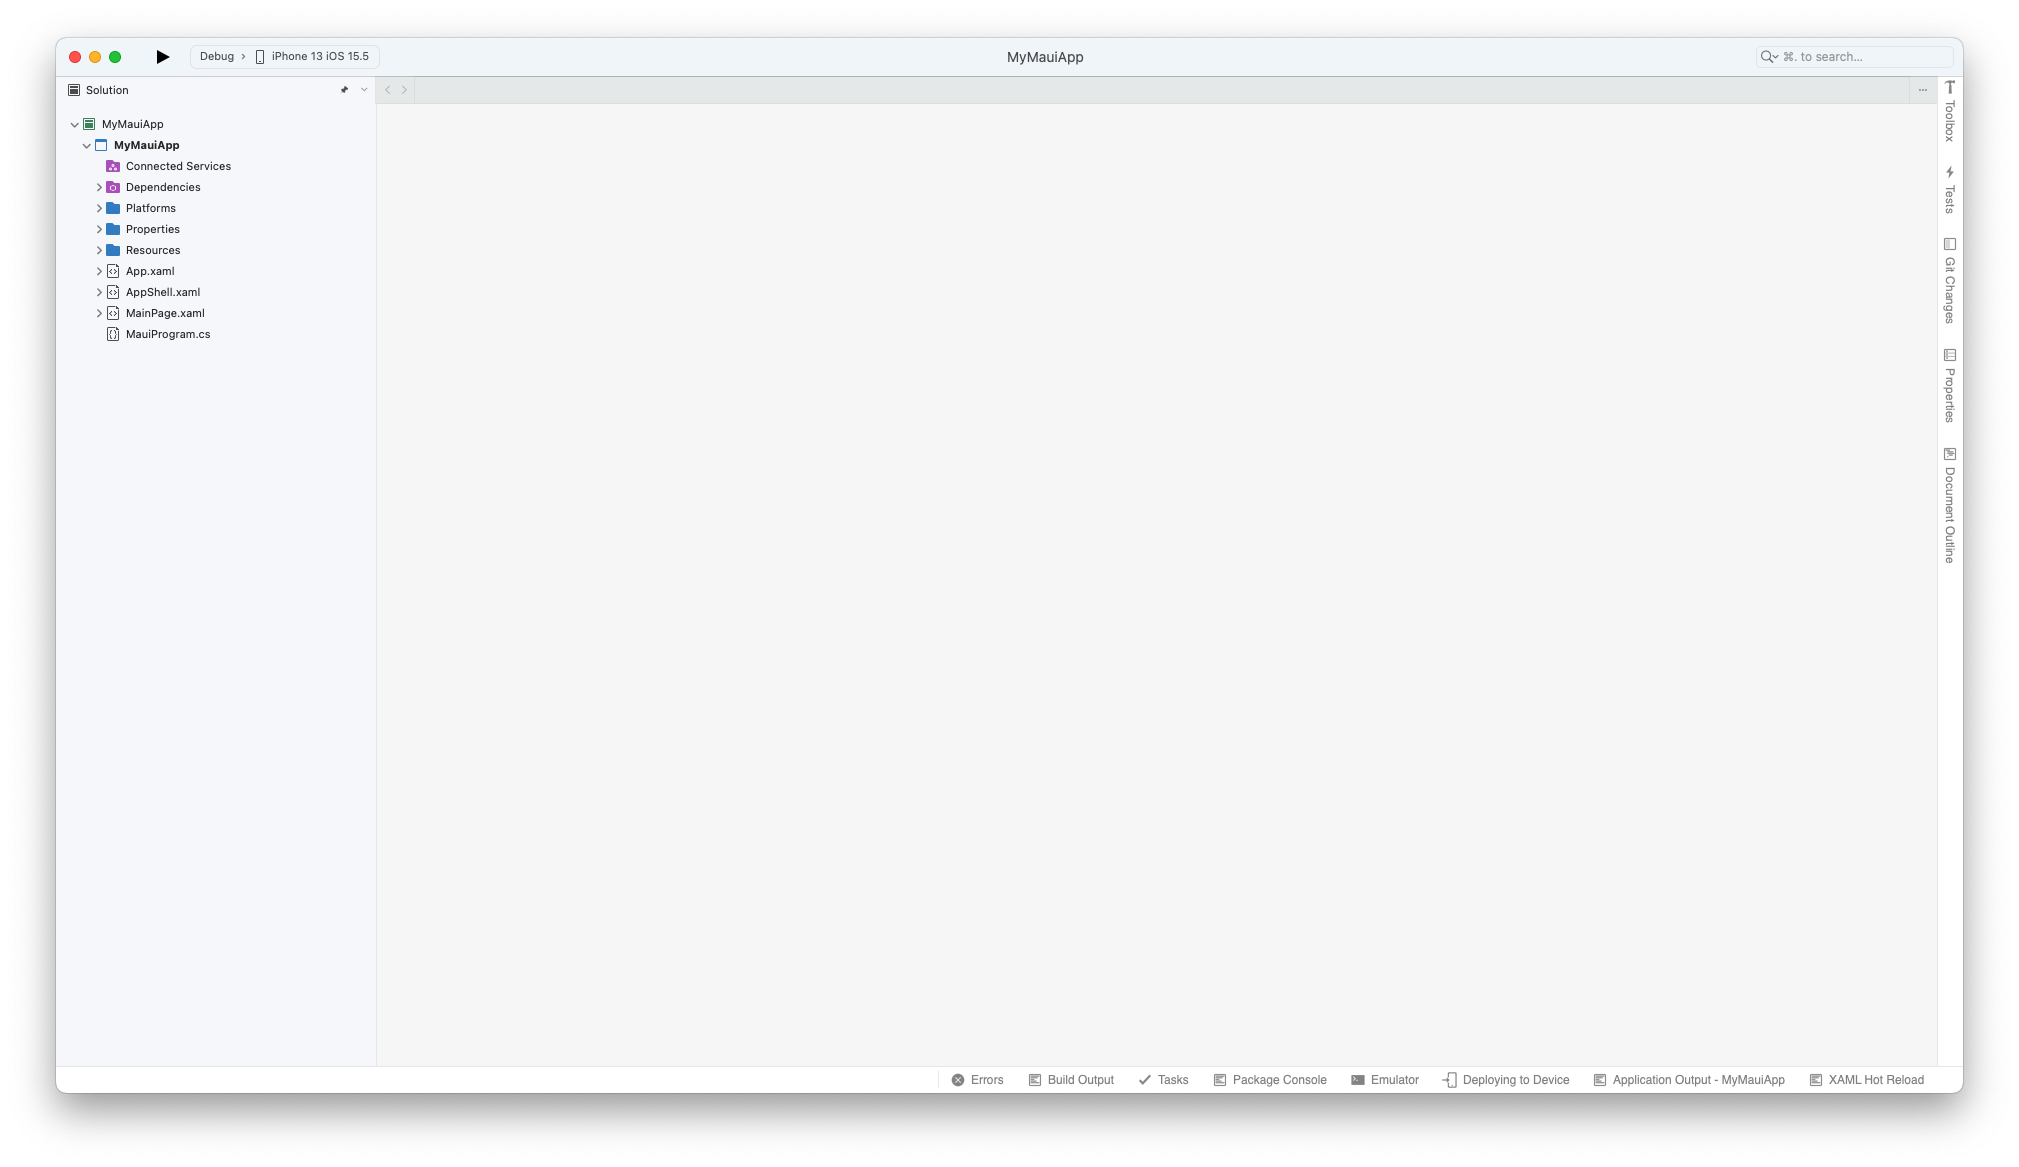 Debug
iPhone 13 iOS 15.5
MyMauiApp
⌘. to search...
Solution
MyMauiApp
MyMauiApp
Connected Services
Dependencies
Platforms
Properties
Resources
App.xaml
AppShell.xaml
MainPage.xaml
MauiProgram.cs
Toolbox
Tests
Git Changes
Properties
Document Outline
Errors
Build Output
Tasks
Package Console
Emulator
Deploying to Device
Application Output - MyMauiApp
XAML Hot Reload